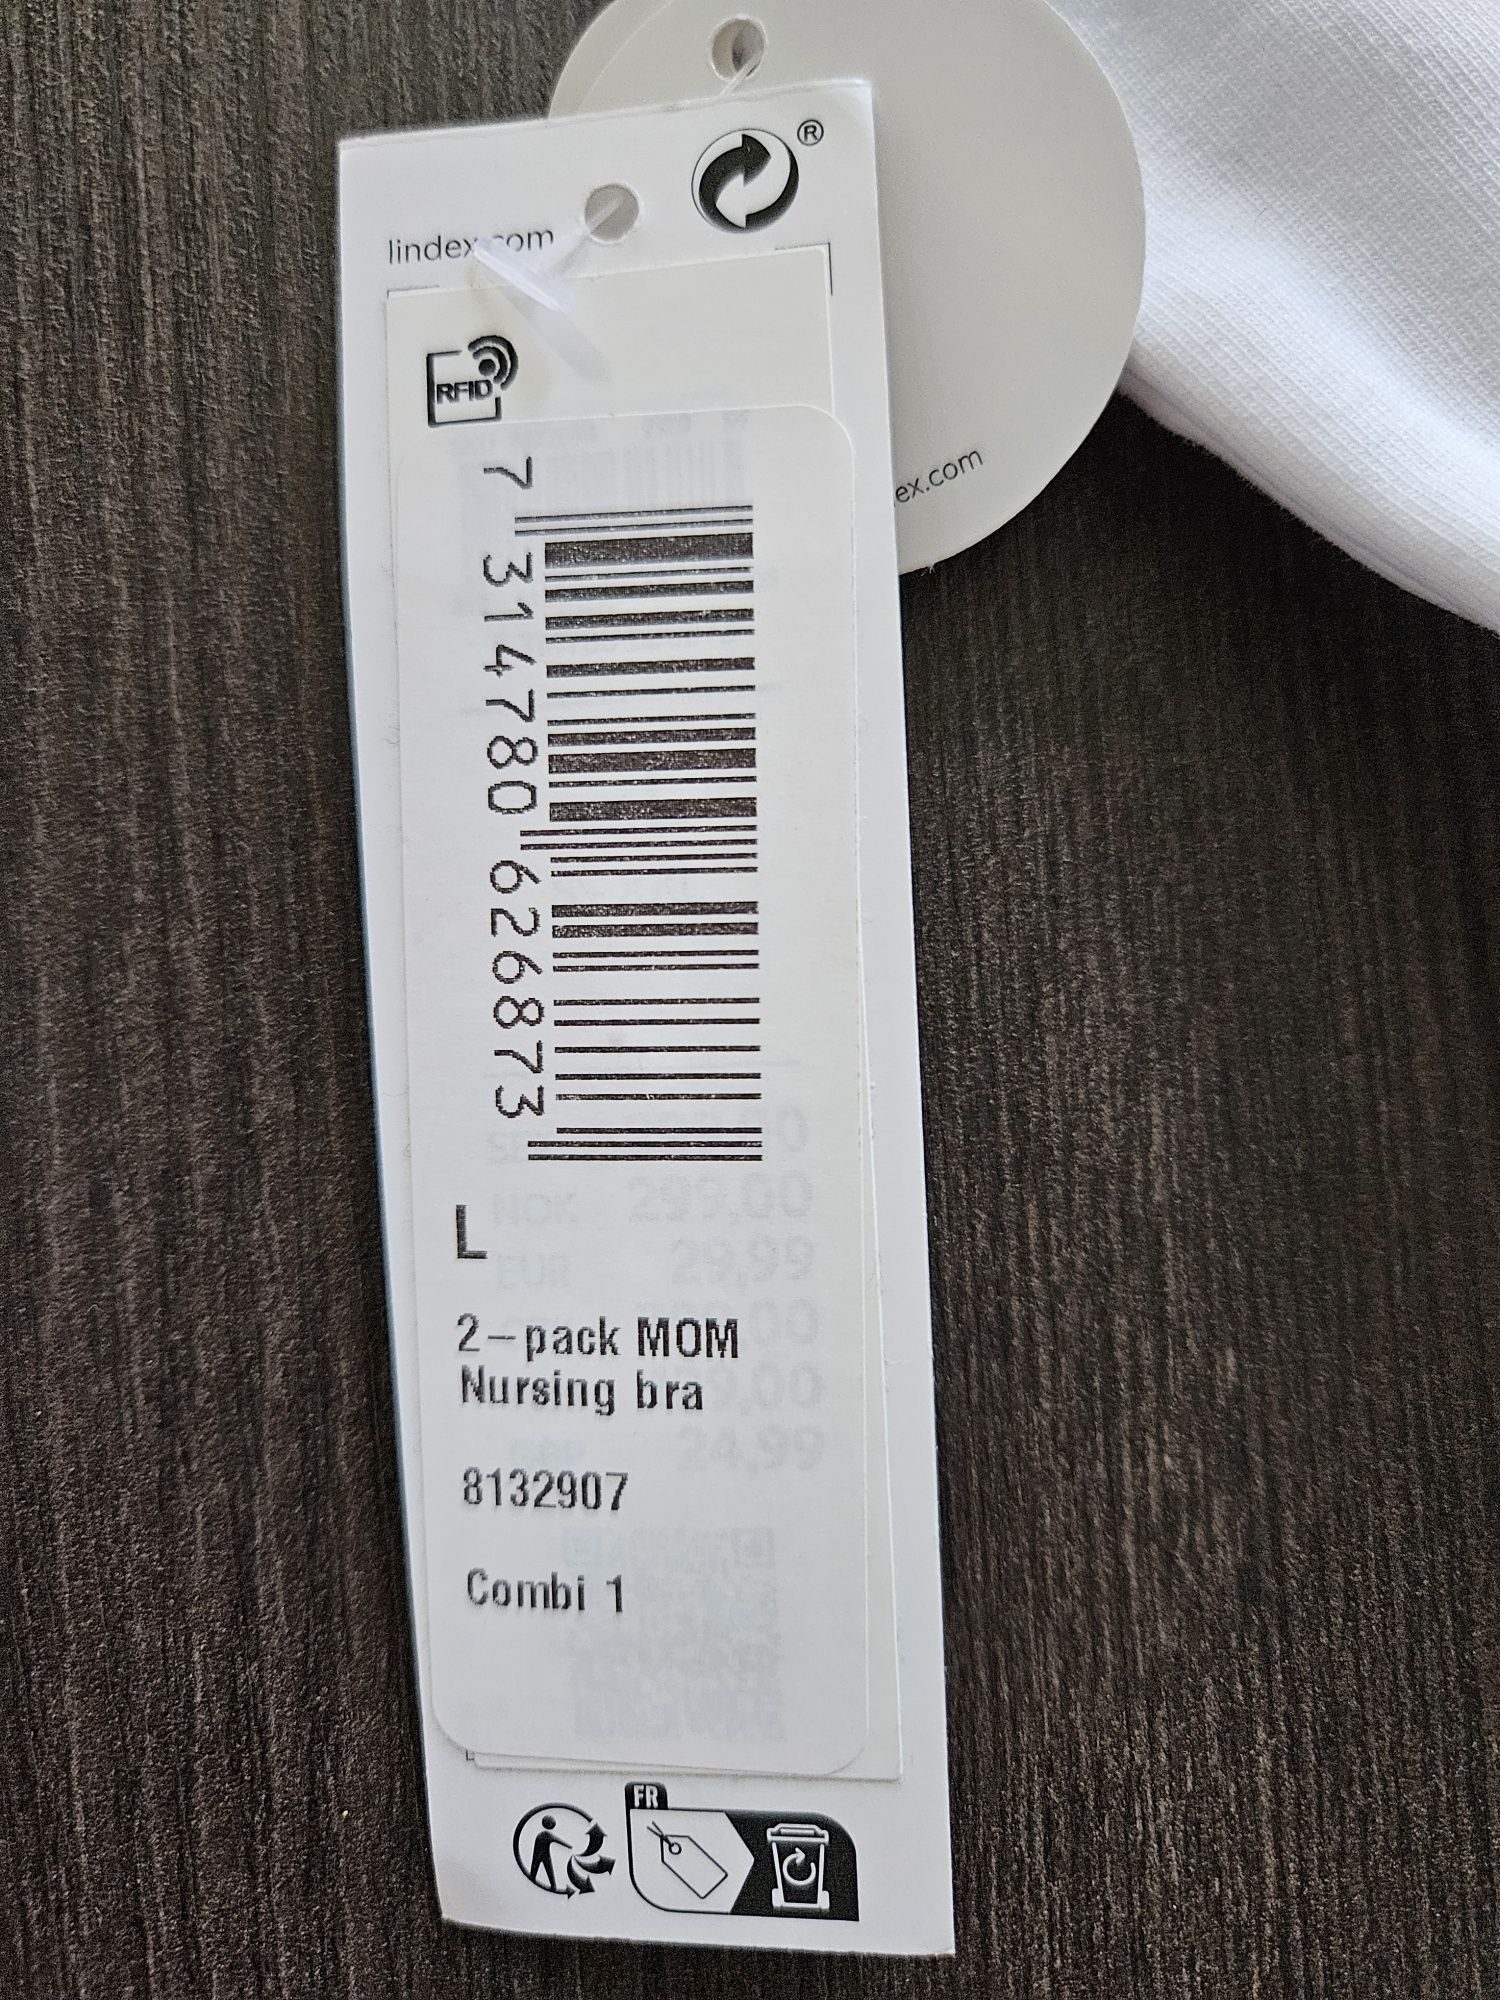 ®
lindex.com
RFID
ex.com
7 314780 626873
L
NOK 299,00
EUR 29,99
2-pack MOM
Nursing bra
24,99
8132907
Combi 1
FR